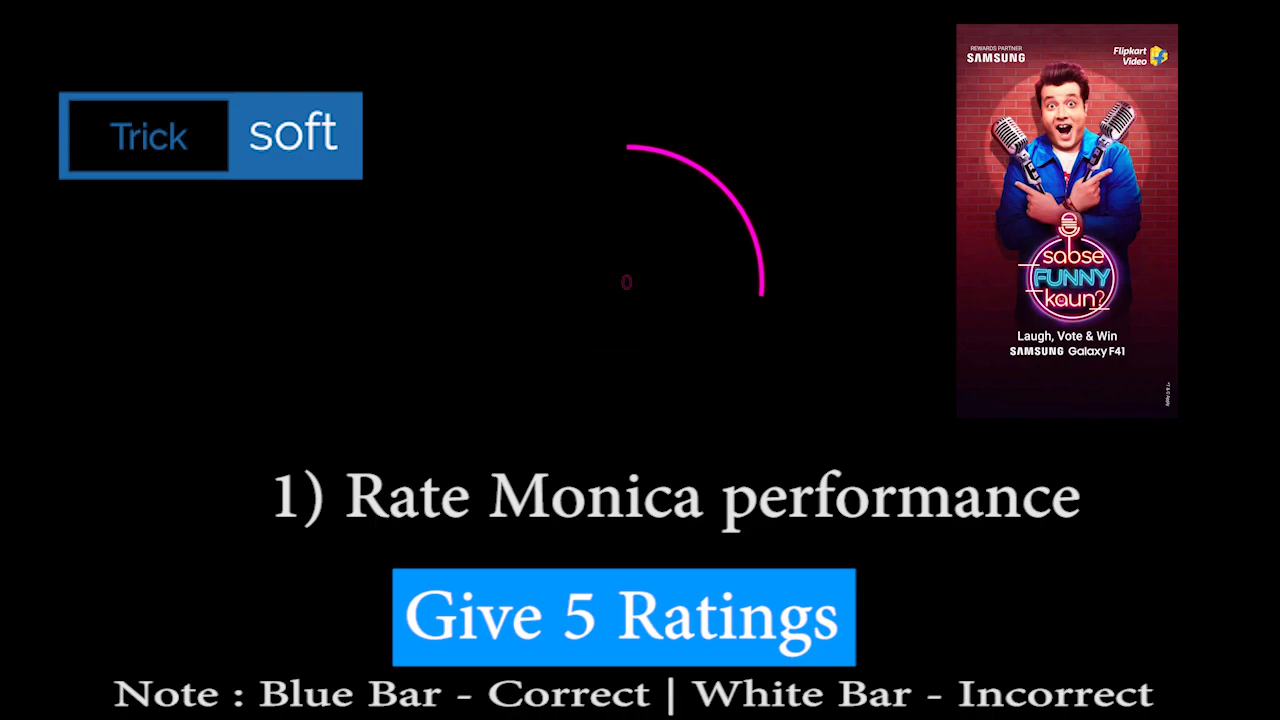 Trick soft
0
REWARDS PARTNER
SAMSUNG
Flipkart
Video
sabse
FUNNY
kaun?
Laugh, Vote & Win
SAMSUNG Galaxy F41
1) Rate Monica performance
Give 5 Ratings
Note : Blue Bar - Correct | White Bar - Incorrect